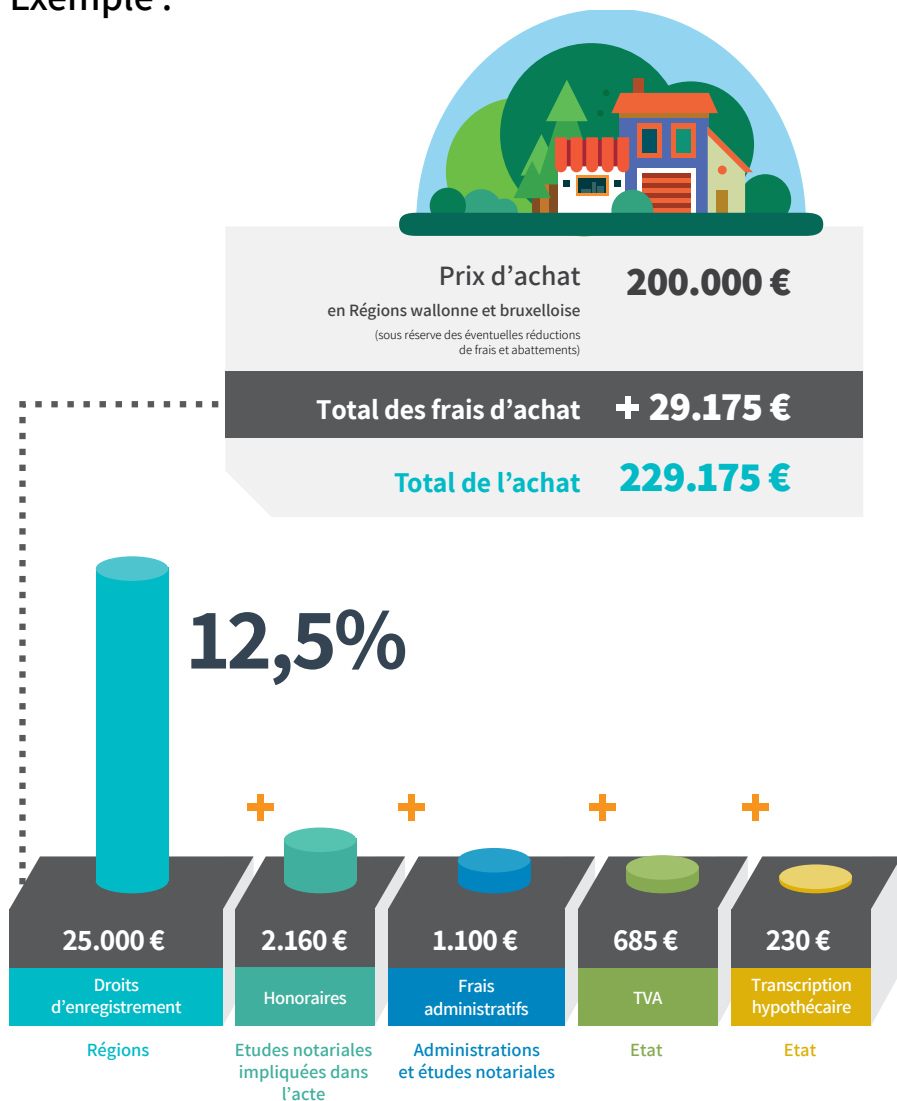 Exemple :
Prix d’achat 200.000 €
en Régions wallonne et bruxelloise
(sous réserve des éventuelles réductions
de frais et abattements)
Total des frais d’achat + 29.175 €
Total de l’achat 229.175 €
12,5%
+ + + +
25.000 €
Droits
d’enregistrement
Régions
2.160 €
Honoraires
Etudes notariales
impliquées dans
l’acte
1.100 €
Frais
administratifs
Administrations
et études notariales
685 €
TVA
Etat
230 €
Transcription
hypothécaire
Etat